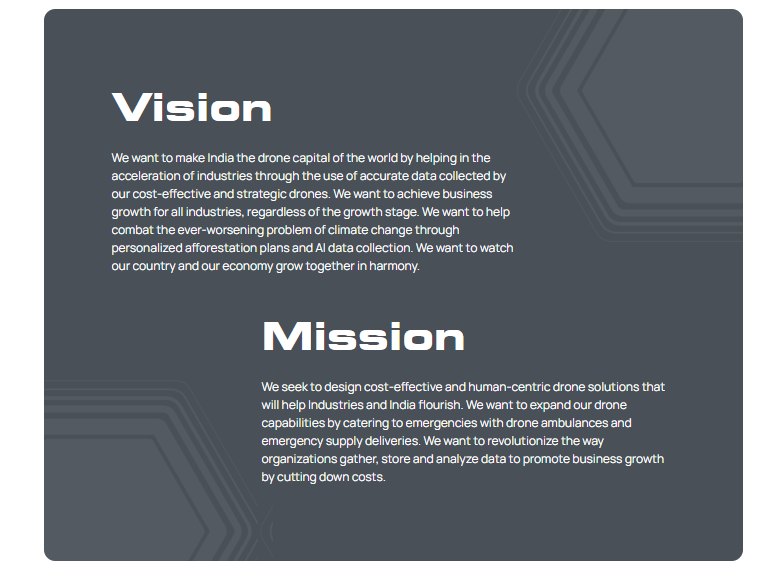 Vision
We want to make India the drone capital of the world by helping in the
acceleration of industries through the use of accurate data collected by
our cost-effective and strategic drones. We want to achieve business
growth for all industries, regardless of the growth stage. We want to help
combat the ever-worsening problem of climate change through
personalized afforestation plans and AI data collection. We want to watch
our country and our economy grow together in harmony.
Mission
We seek to design cost-effective and human-centric drone solutions that
will help Industries and India flourish. We want to expand our drone
capabilities by catering to emergencies with drone ambulances and
emergency supply deliveries. We want to revolutionize the way
organizations gather, store and analyze data to promote business growth
by cutting down costs.